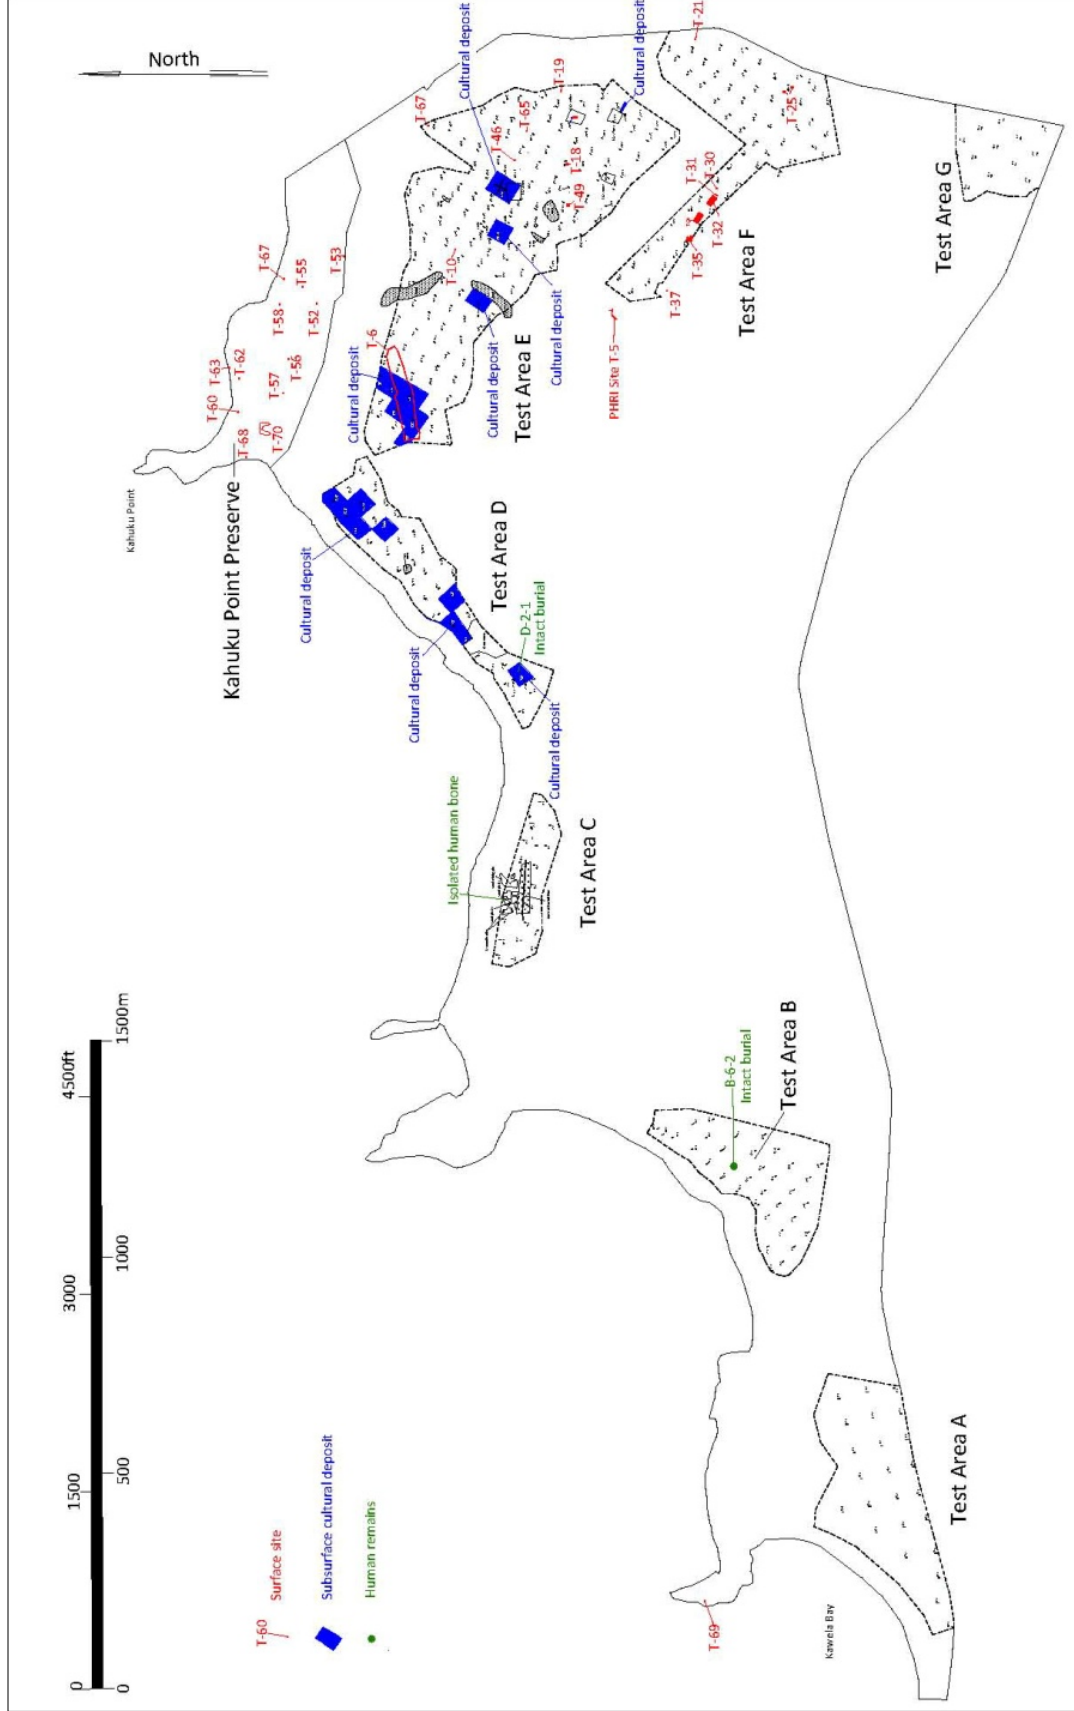 North
T-21
Cultural deposit
Cultural deposit
T-19
T-67
T-65
T-46
T-25
T-18
T-49
T-31
T-30
T-32
T-35
T-37
Test Area F
Test Area G
T-67
T-55
T-53
T-58
T-52
T-10
T-63
T-62
T-56
T-57
T-60
T-68
T-70
T-6
Cultural deposit
Cultural deposit
Cultural deposit
Test Area E
PHRI Site T-5
Kahuku Point
Kahuku Point Preserve
Cultural deposit
Test Area D
D-2-1
Intact burial
Cultural deposit
Cultural deposit
Isolated human bone
Test Area C
B-6-2
Intact burial
Test Area B
0
1500
3000
4500ft
0
500
1000
1500m
T-60
Surface site
Subsurface cultural deposit
Human remains
T-69
Kawela Bay
Test Area A